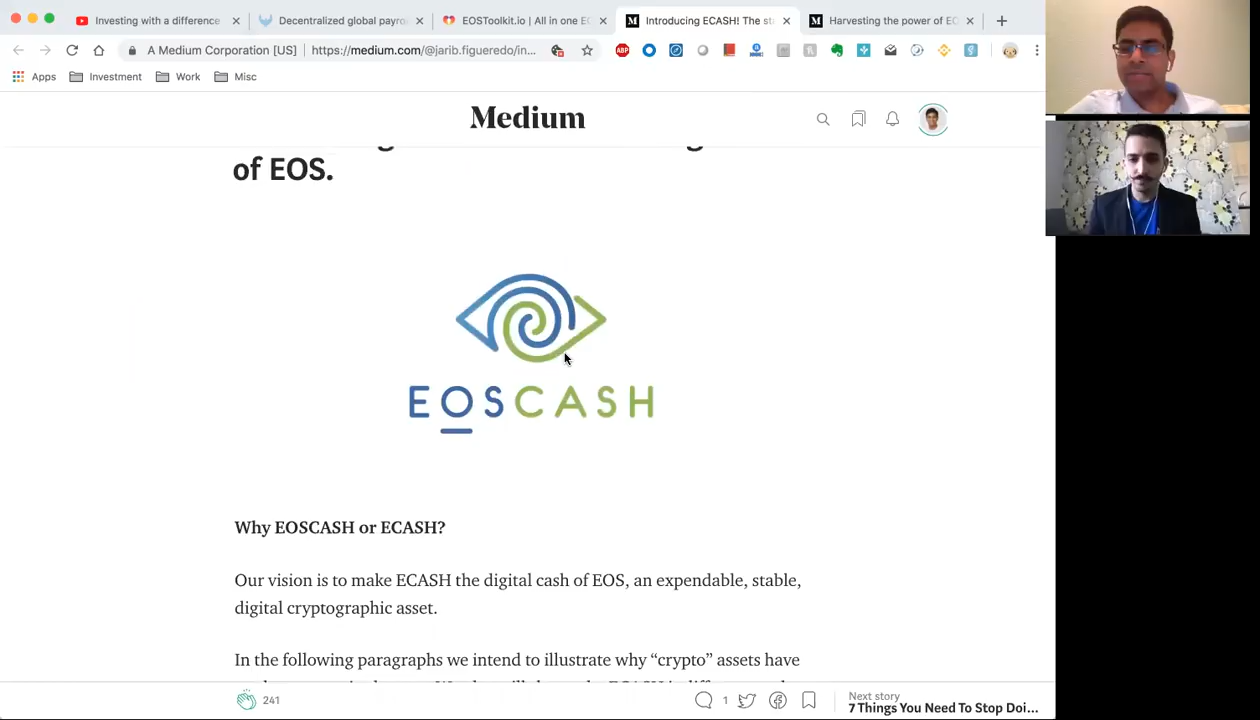 Investing with a difference
Decentralized global payro
EOSToolkit.io | All in one EO
Introducing ECASH! The st
Harvesting the power of EO
A Medium Corporation [US]
https://medium.com/@jarib.figueredo/in...
ABP
Apps
Investment
Work
Misc
Medium
of EOS.
EOSCASH
Why EOSCASH or ECASH?
Our vision is to make ECASH the digital cash of EOS, an expendable, stable,
digital cryptographic asset.
In the following paragraphs we intend to illustrate why “crypto” assets have
241
1
Next story
7 Things You Need To Stop Doi...